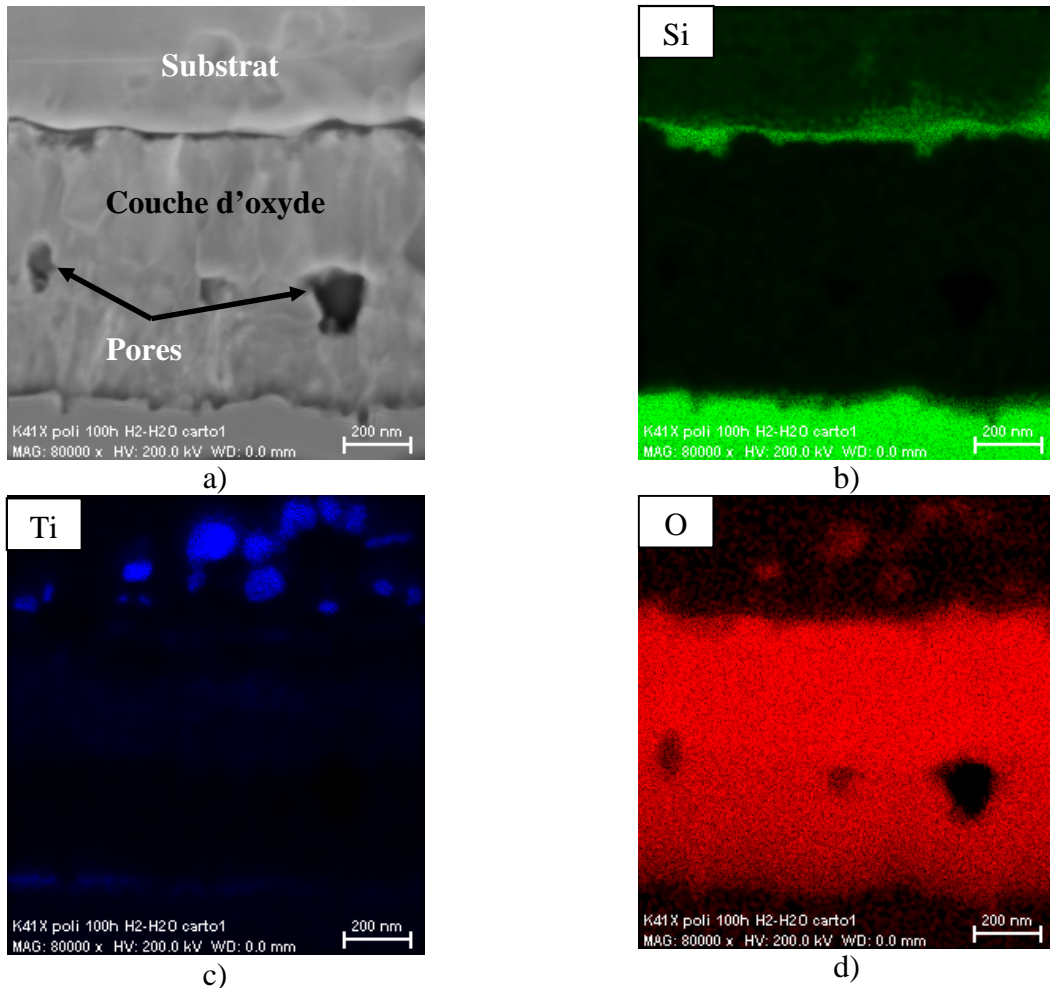 Substrat
Couche d'oxyde
Pores
K41X poli 100h H2-H2O carto1
MAG: 80000 x HV: 200.0 kV WD: 0.0 mm
200 nm
a)
Si
K41X poli 100h H2-H2O carto1
MAG: 80000 x HV: 200.0 kV WD: 0.0 mm
200 nm
b)
Ti
K41X poli 100h H2-H2O carto1
MAG: 80000 x HV: 200.0 kV WD: 0.0 mm
200 nm
c)
O
K41X poli 100h H2-H2O carto1
MAG: 80000 x HV: 200.0 kV WD: 0.0 mm
200 nm
d)